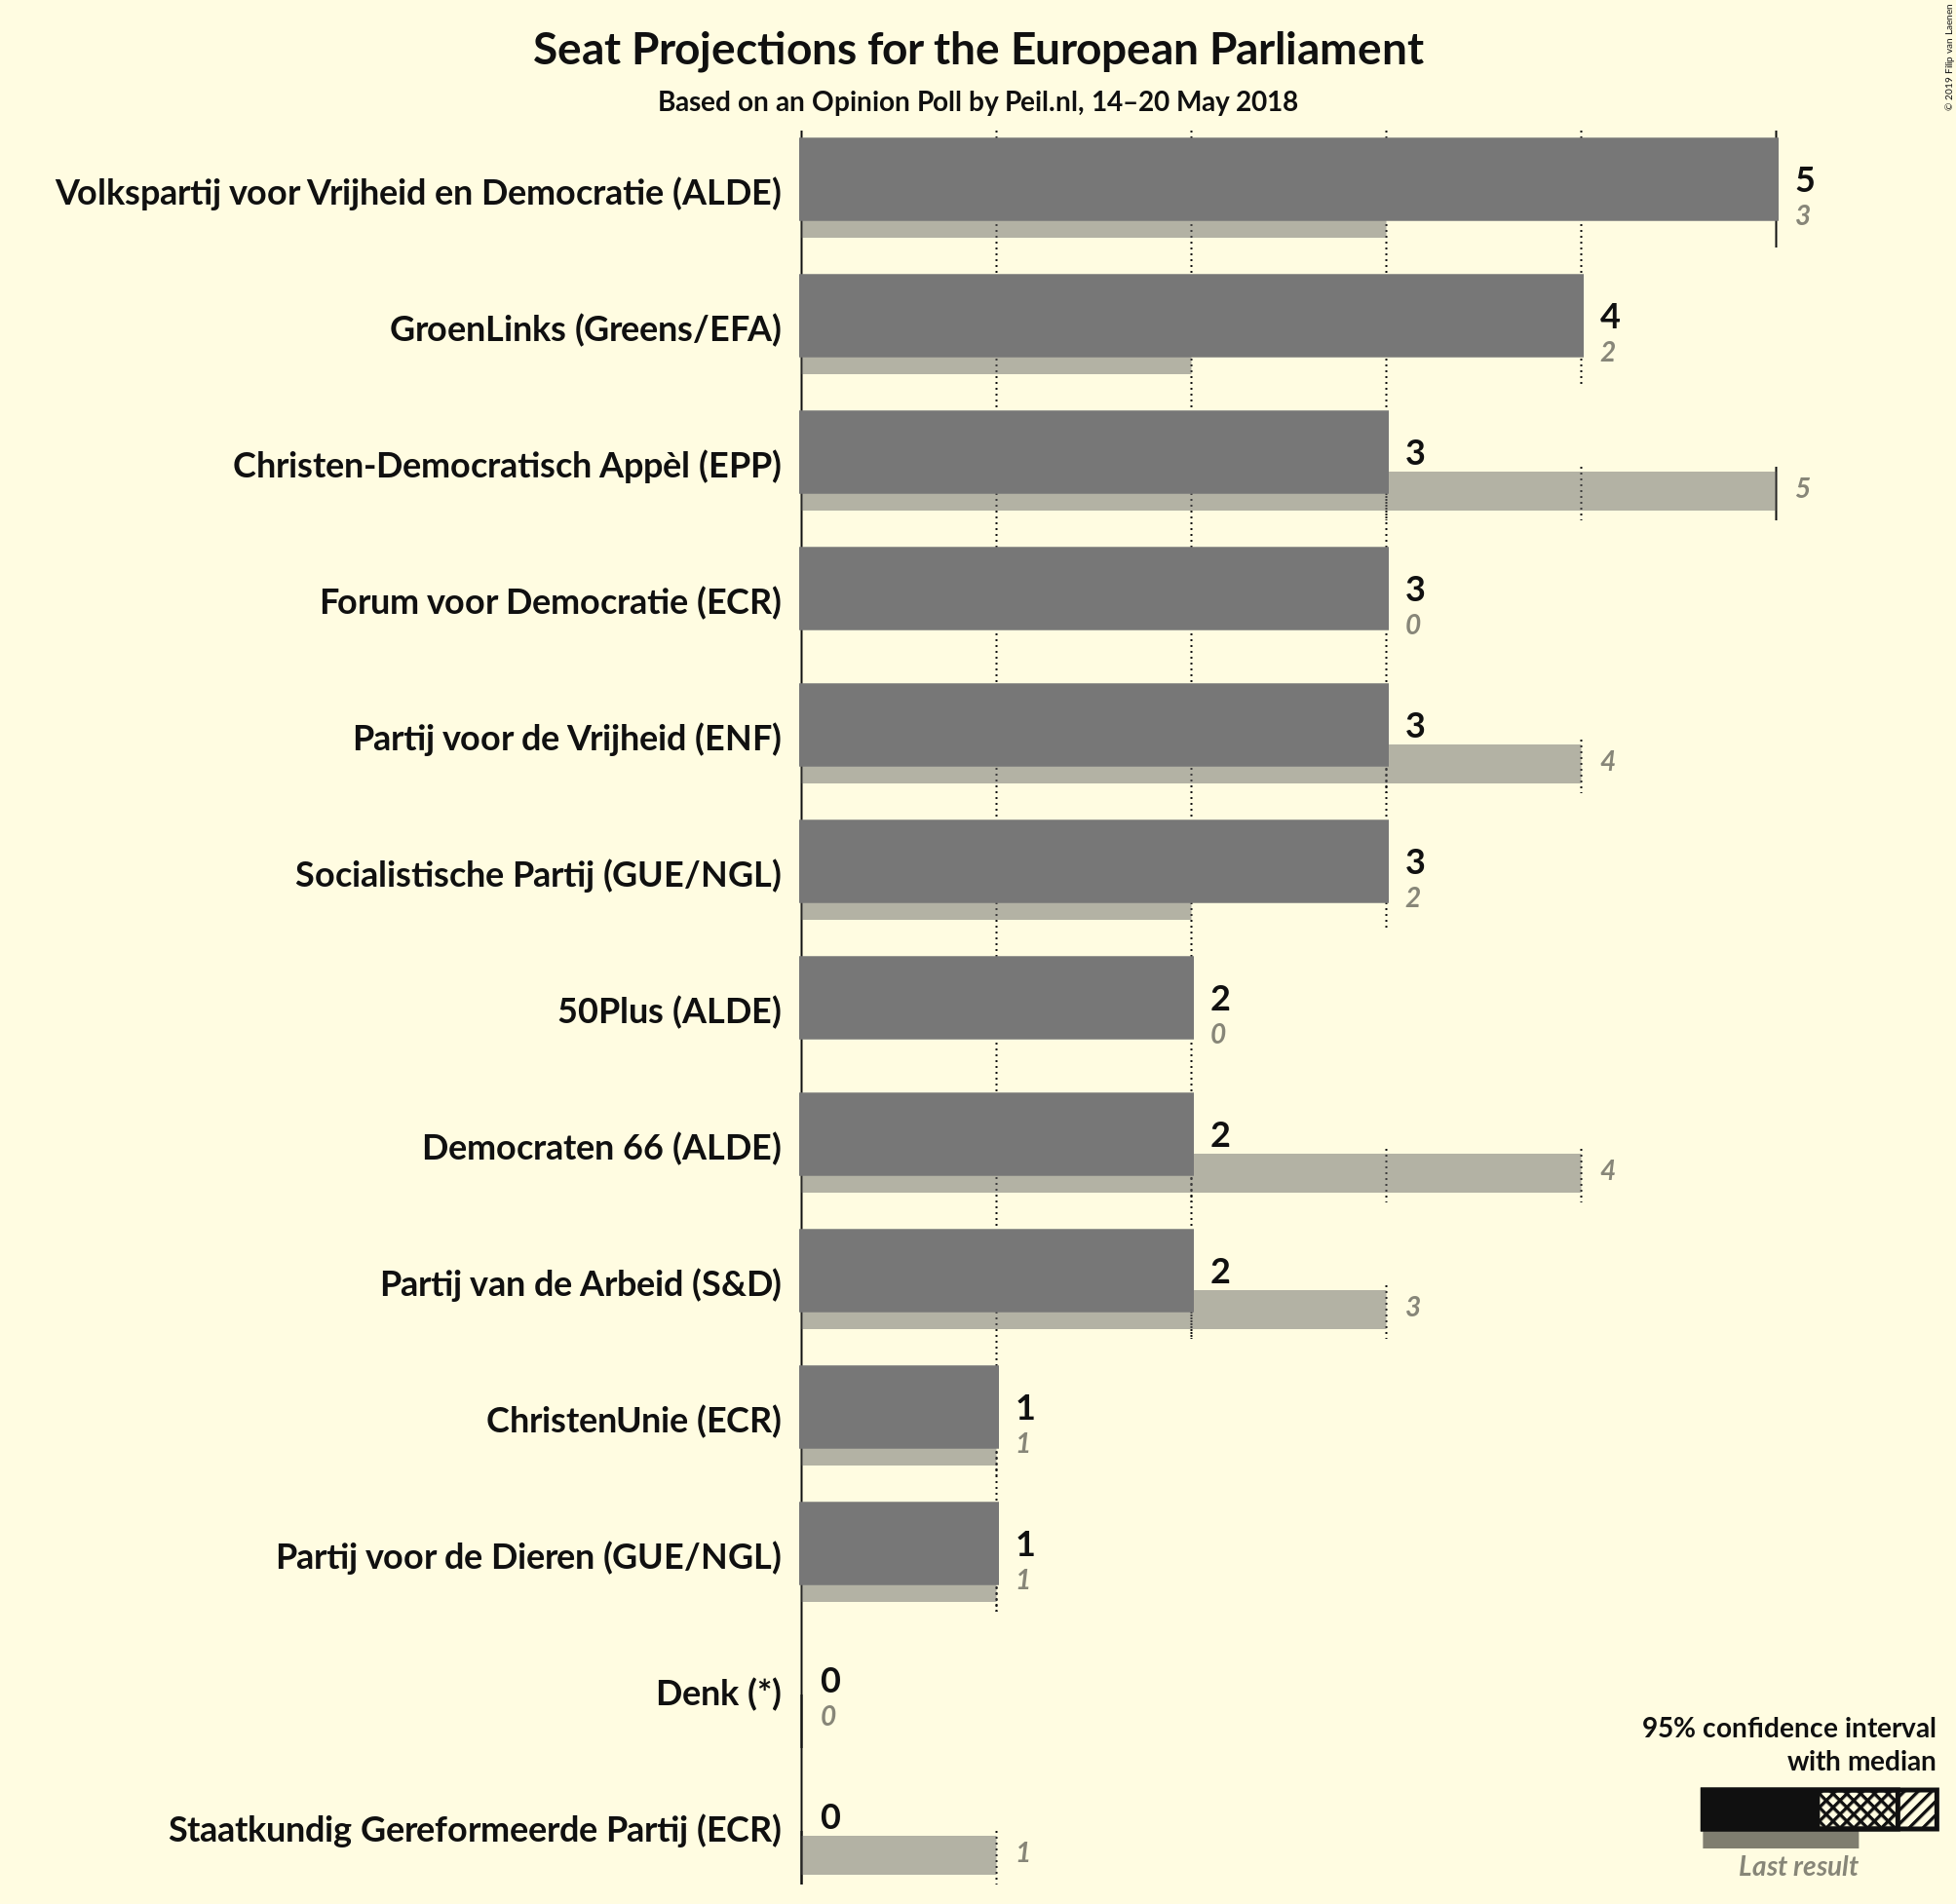 Seat Projections for the European Parliament
Based on an Opinion Poll by Peil.nl, 14–20 May 2018
© 2019 Filip van Laenen
Volkspartij voor Vrijheid en Democratie (ALDE)
5
3
GroenLinks (Greens/EFA)
4
2
Christen-Democratisch Appèl (EPP)
3
5
Forum voor Democratie (ECR)
3
0
Partij voor de Vrijheid (ENF)
3
4
Socialistische Partij (GUE/NGL)
3
2
50Plus (ALDE)
2
0
Democraten 66 (ALDE)
2
4
Partij van de Arbeid (S&D)
2
3
ChristenUnie (ECR)
1
1
Partij voor de Dieren (GUE/NGL)
1
1
Denk (*)
0
0
Staatkundig Gereformeerde Partij (ECR)
0
1
95% confidence interval
with median
Last result